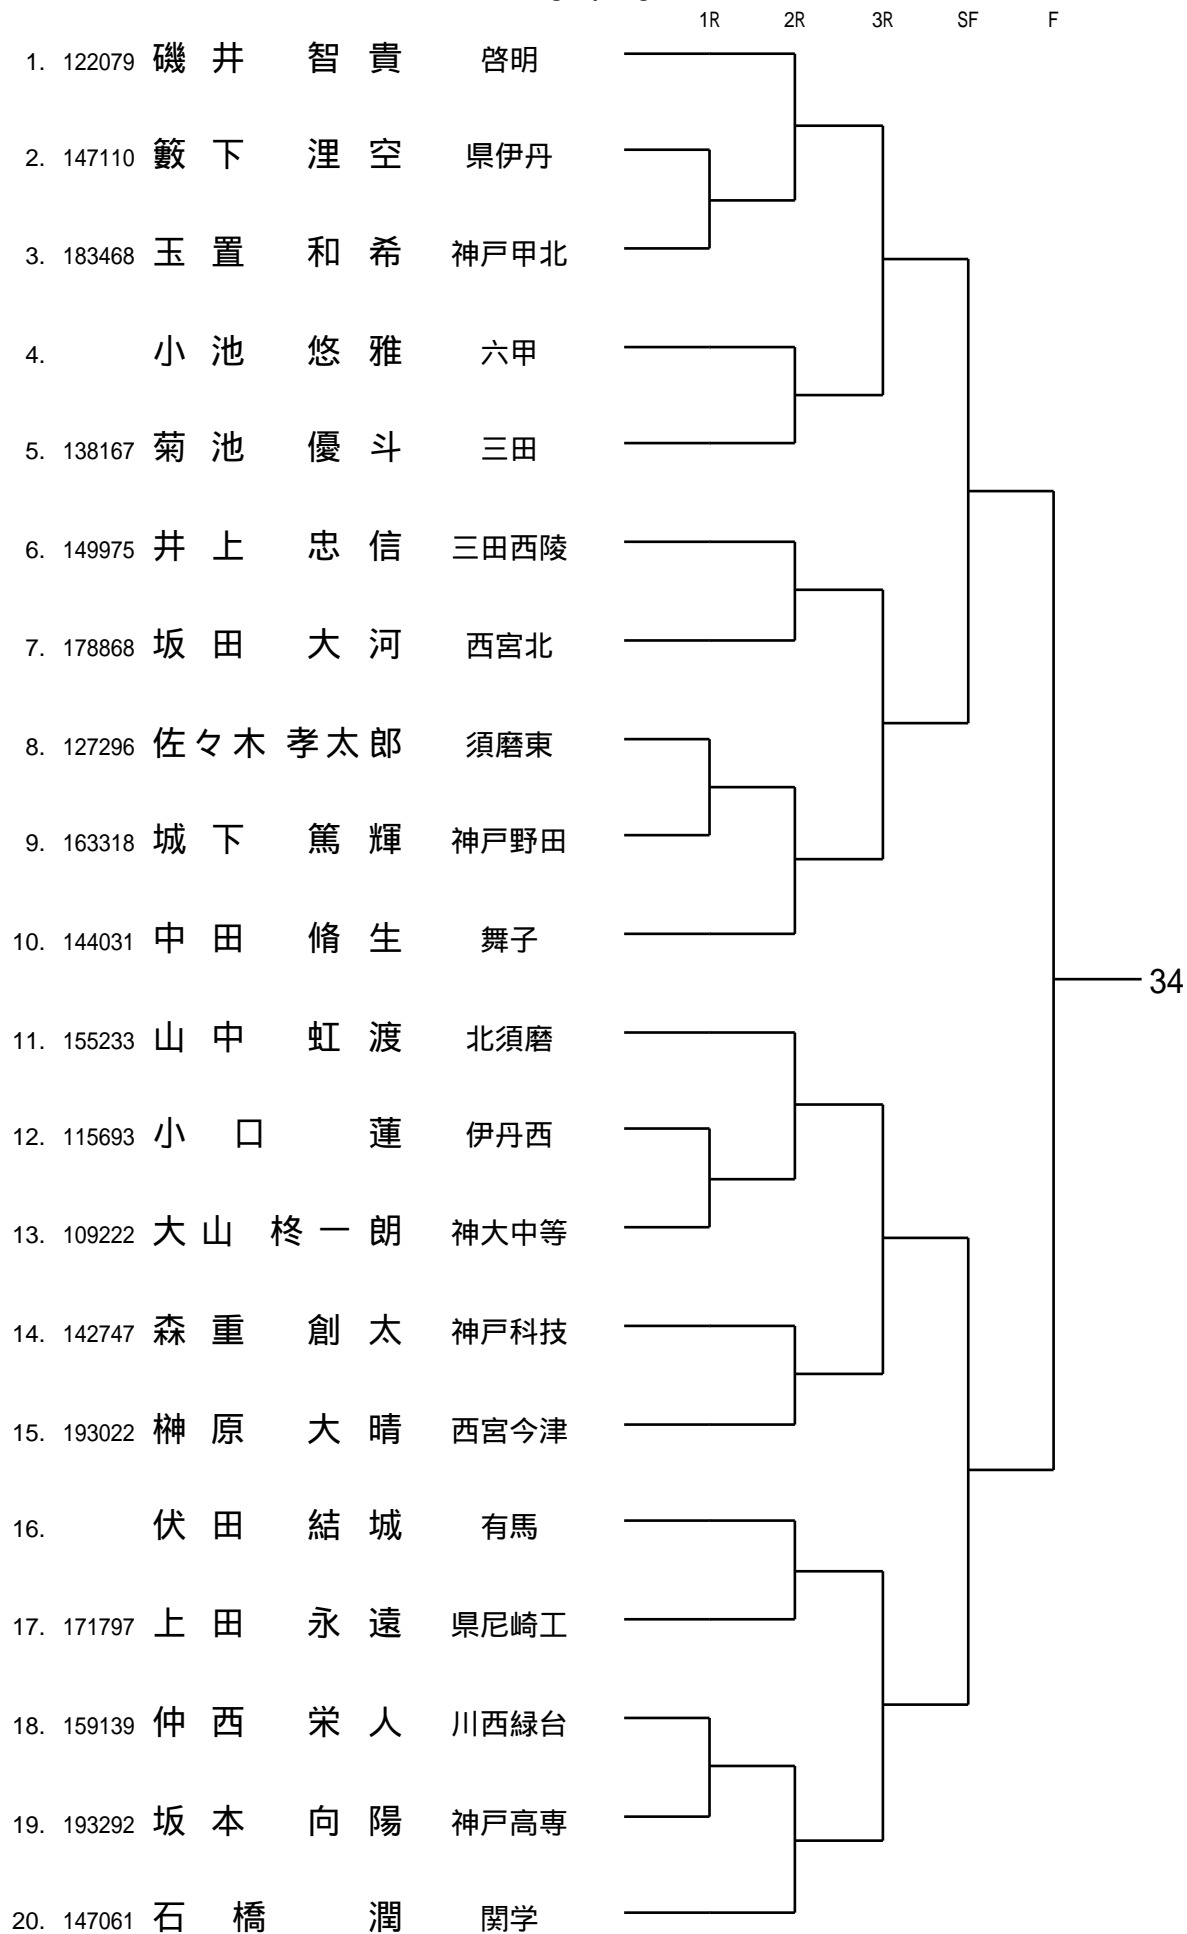 1R 2R 3R SF F
1. 122079 磯井 智貴 啓明
2. 147110 籔下 浬空 県伊丹
3. 183468 玉置 和希 神戸甲北
4. 小池 悠雅 六甲
5. 138167 菊池 優斗 三田
6. 149975 井上 忠信 三田西陵
7. 178868 坂田 大河 西宮北
8. 127296 佐々木 孝太郎 須磨東
9. 163318 城下 篤輝 神戸野田
10. 144031 中田 脩生 舞子
34
11. 155233 山中 虹渡 北須磨
12. 115693 小口 蓮 伊丹西
13. 109222 大山 柊一朗 神大中等
14. 142747 森重 創太 神戸科技
15. 193022 榊原 大晴 西宮今津
16. 伏田 結城 有馬
17. 171797 上田 永遠 県尼崎工
18. 159139 仲西 栄人 川西緑台
19. 193292 坂本 向陽 神戸高専
20. 147061 石橋 潤 関学